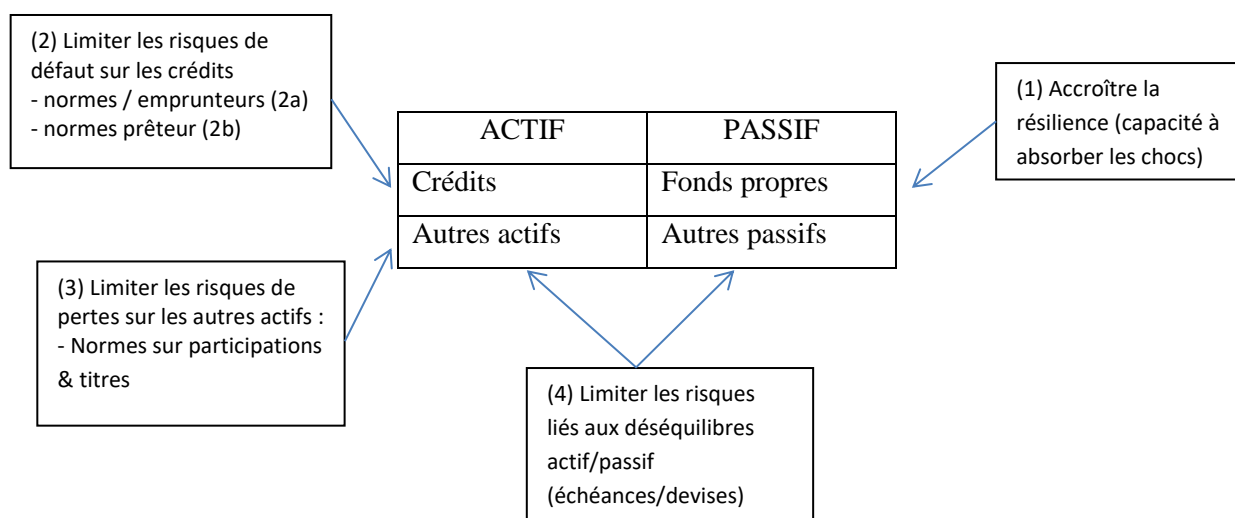 (2) Limiter les risques de
défaut sur les crédits
- normes / emprunteurs (2a)
- normes prêteur (2b)
(1) Accroître la
résilience (capacité à
absorber les chocs)
ACTIF PASSIF
Crédits Fonds propres
Autres actifs Autres passifs
(3) Limiter les risques de
pertes sur les autres actifs :
- Normes sur participations
& titres
(4) Limiter les risques
liés aux déséquilibres
actif/passif
(échéances/devises)